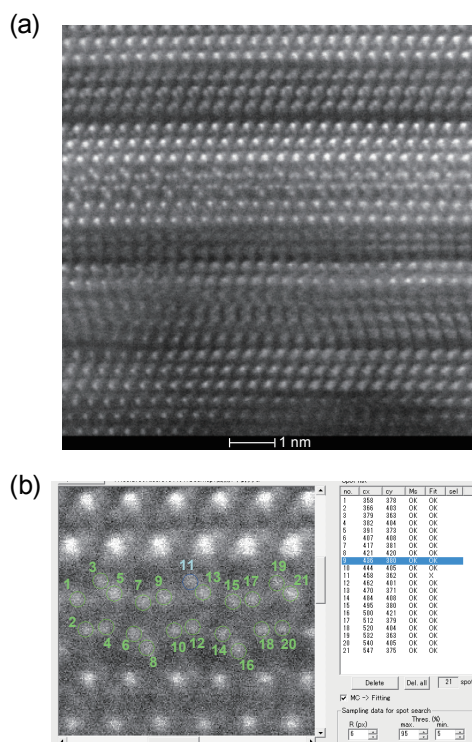 (a)
1 nm
(b)
11
19
3
13
1
5
7
9
15
17
21
2
4
6
10
12
14
18
20
8
16
no. cx cy Ms Fit sel
1 358 378 OK OK
2 366 403 OK OK
3 379 363 OK OK
4 382 404 OK OK
5 391 373 OK OK
6 407 408 OK OK
7 417 381 OK OK
8 421 420 OK OK
9 436 380 OK OK
10 444 405 OK OK
11 458 362 OK X
12 462 401 OK OK
13 470 371 OK OK
14 484 408 OK OK
15 495 380 OK OK
16 500 421 OK OK
17 512 379 OK OK
18 520 404 OK OK
19 532 363 OK OK
20 540 405 OK OK
21 547 375 OK OK
Delete Del. all 21 spot
MC -> Fitting
Sampling data for spot search
Thres. (%)
R (px) max. min.
6 95 5